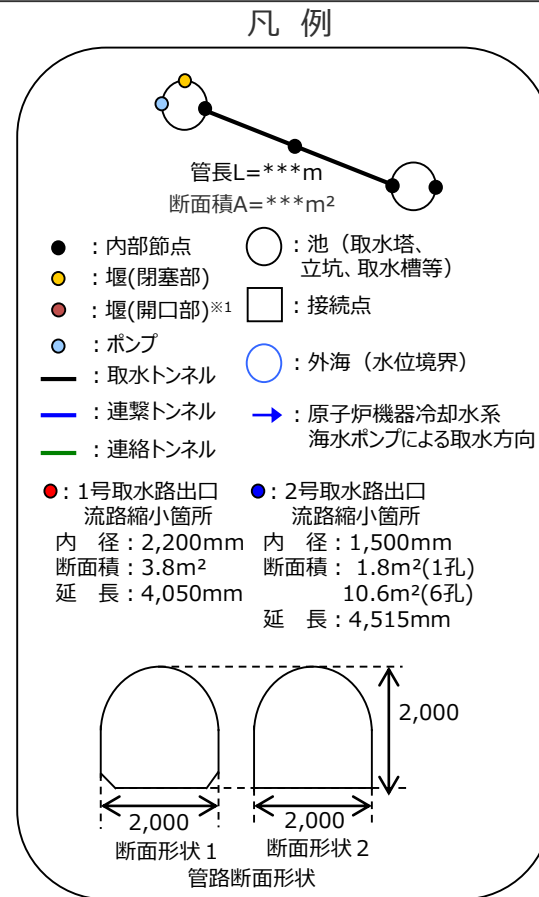 凡 例
管長L=***m
断面積A=***m²
：内部節点
：堰(閉塞部)
：堰(開口部)※1
：ポンプ
：取水トンネル
：連繫トンネル
：連絡トンネル
：池（取水塔、
立坑、取水槽等）
：接続点
：外海（水位境界）
：原子炉機器冷却水系
海水ポンプによる取水方向
：1号取水路出口
流路縮小箇所
内　径：2,200mm
断面積：3.8m²
延　長：4,050mm
：2号取水路出口
流路縮小箇所
内　径：1,500mm
断面積： 1.8m²(1孔)
10.6m²(6孔)
延　長：4,515mm
2,000
2,000
2,000
断面形状１
断面形状２
管路断面形状